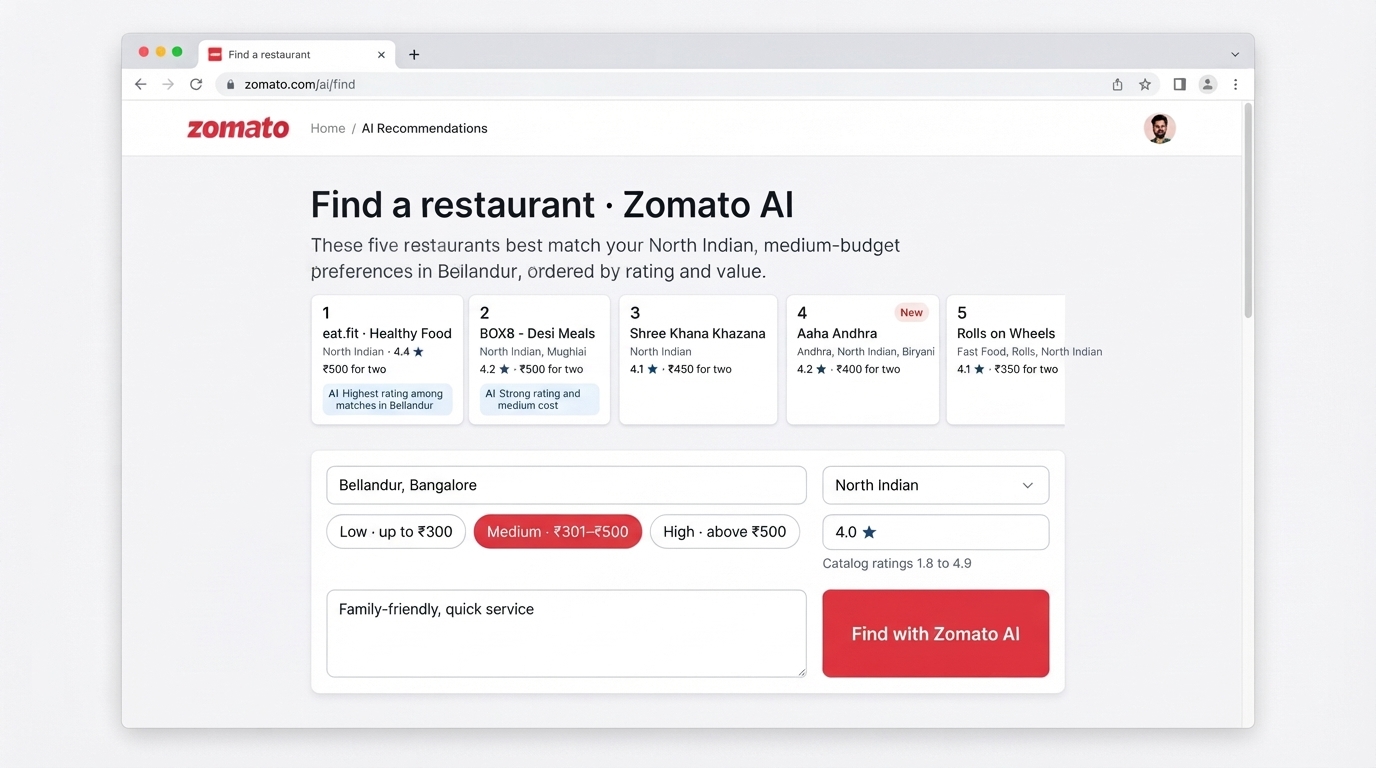 Find a restaurant
zomato.com/ai/find
zomato
Home / AI Recommendations
Find a restaurant · Zomato AI
These five restaurants best match your North Indian, medium-budget
preferences in Bellandur, ordered by rating and value.
1
eat.fit · Healthy Food
North Indian · 4.4 ★
₹500 for two
AI Highest rating among
matches in Bellandur
2
BOX8 - Desi Meals
North Indian, Mughlai
4.2 ★ · ₹500 for two
AI Strong rating and
medium cost
3
Shree Khana Khazana
North Indian
4.1 ★ · ₹450 for two
4 New
Aaha Andhra
Andhra, North Indian, Biryani
4.2 ★ · ₹400 for two
5
Rolls on Wheels
Fast Food, Rolls, North Indian
4.1 ★ · ₹350 for two
Bellandur, Bangalore
North Indian
Low · up to ₹300
Medium · ₹301–₹500
High · above ₹500
4.0 ★
Catalog ratings 1.8 to 4.9
Family-friendly, quick service
Find with Zomato AI